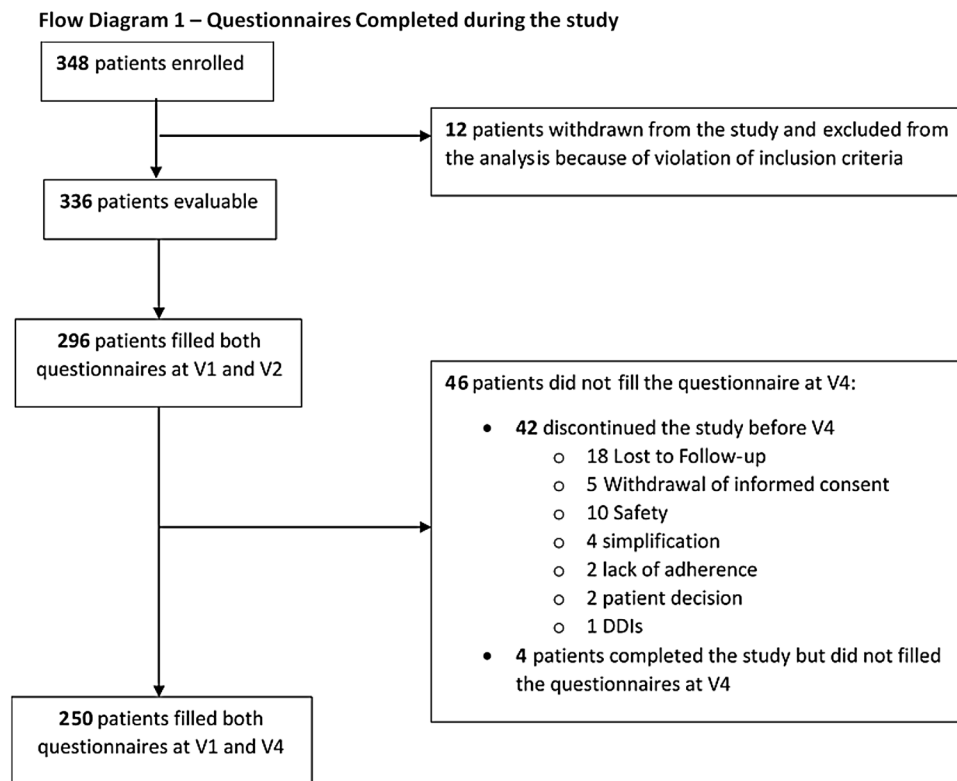 Flow Diagram 1 – Questionnaires Completed during the study
348 patients enrolled
12 patients withdrawn from the study and excluded from
the analysis because of violation of inclusion criteria
336 patients evaluable
296 patients filled both
questionnaires at V1 and V2
46 patients did not fill the questionnaire at V4:
• 42 discontinued the study before V4
o 18 Lost to Follow-up
o 5 Withdrawal of informed consent
o 10 Safety
o 4 simplification
o 2 lack of adherence
o 2 patient decision
o 1 DDIs
• 4 patients completed the study but did not filled
the questionnaires at V4
250 patients filled both
questionnaires at V1 and V4